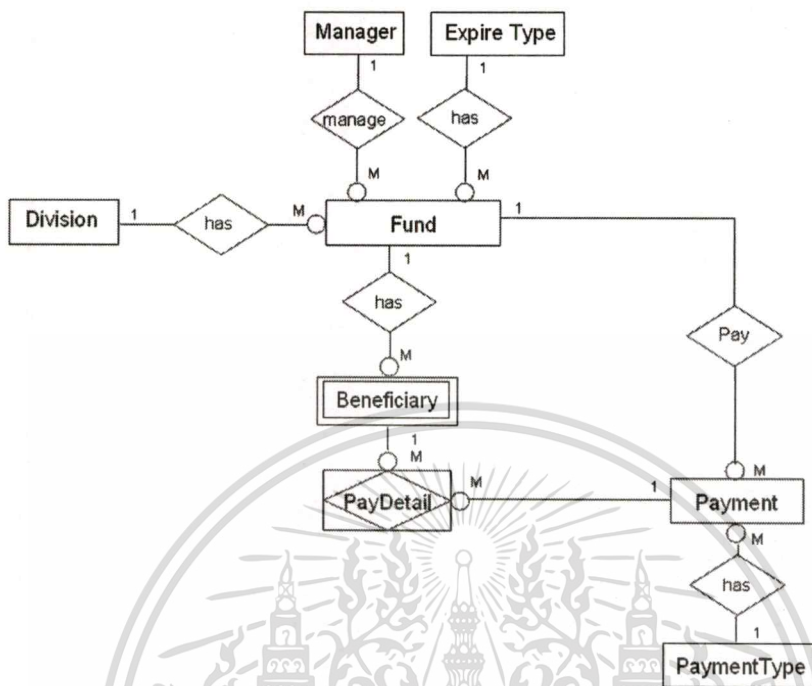 Manager
Expire Type
1
1
manage
has
M
M
Division
1
has
M
Fund
1
1
has
Pay
M
Beneficiary
1
M
PayDetail
M
1
M
Payment
M
has
1
PaymentType